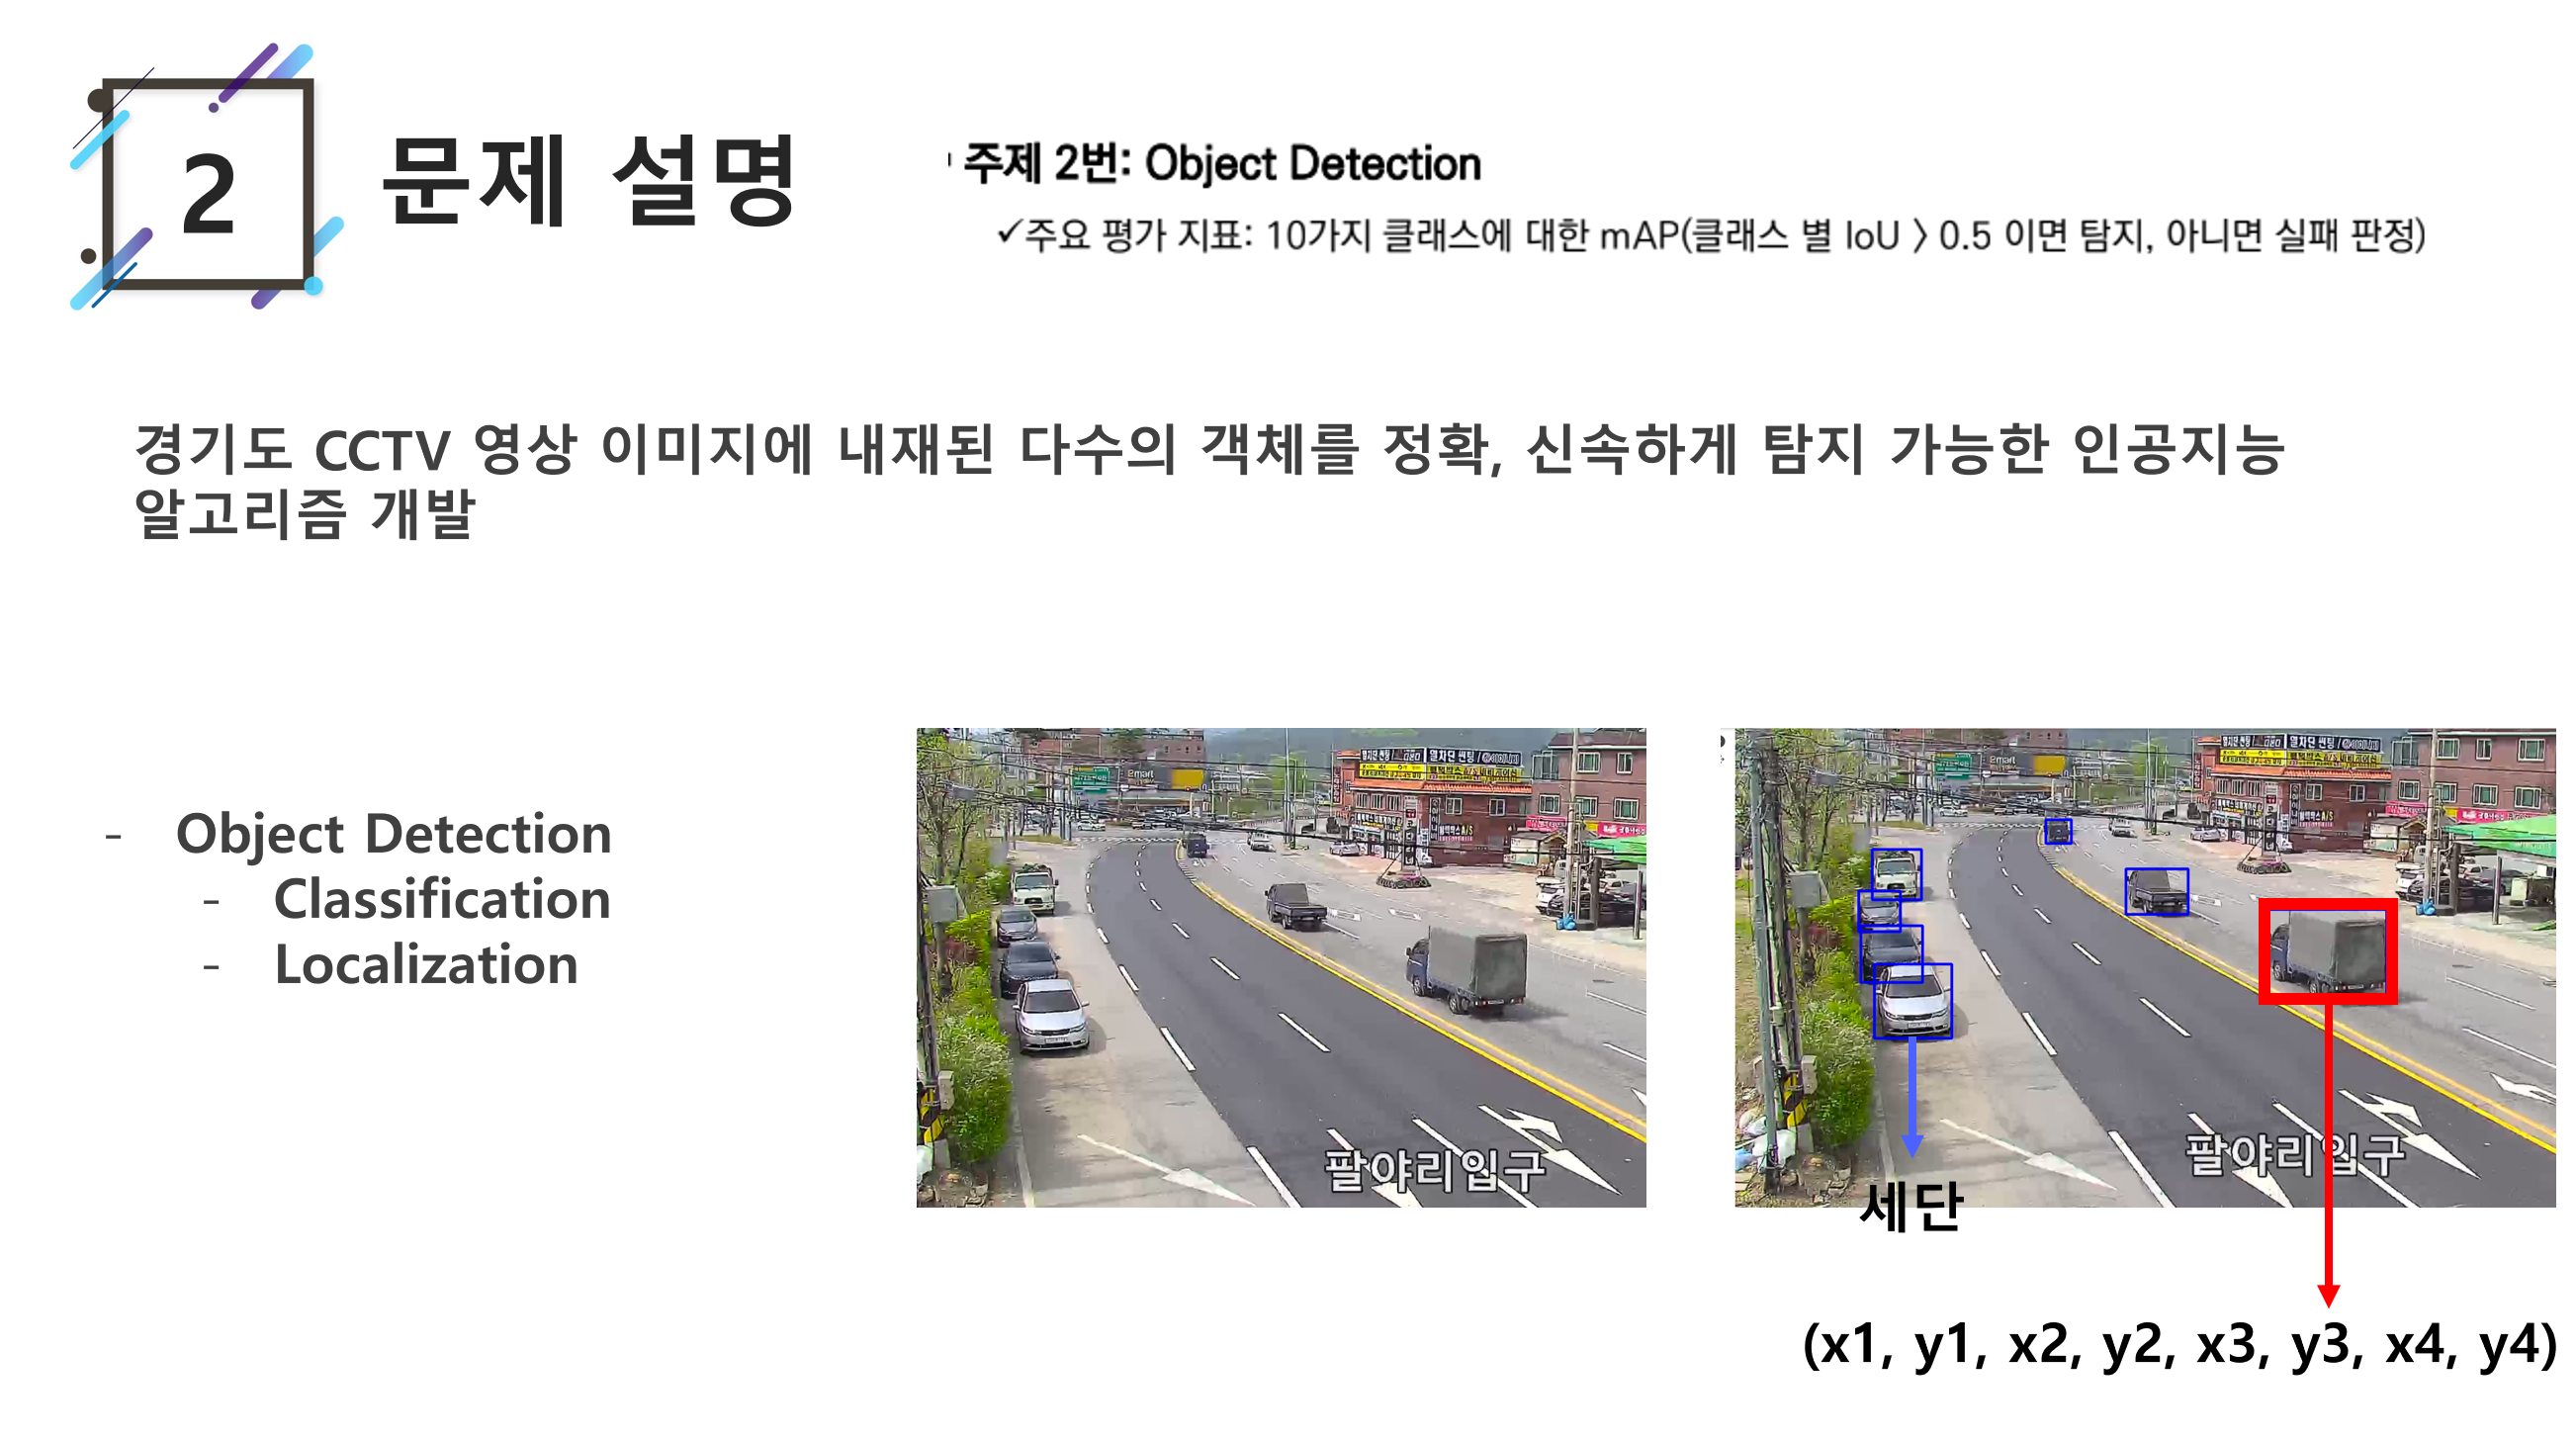 2
문제 설명
주제 2번: Object Detection
✓주요 평가 지표: 10가지 클래스에 대한 mAP(클래스 별 IoU > 0.5 이면 탐지, 아니면 실패 판정)
경기도 CCTV 영상 이미지에 내재된 다수의 객체를 정확, 신속하게 탐지 가능한 인공지능
알고리즘 개발
- Object Detection
- Classification
- Localization
팔야리입구
팔야리입구
세단
(x1, y1, x2, y2, x3, y3, x4, y4)